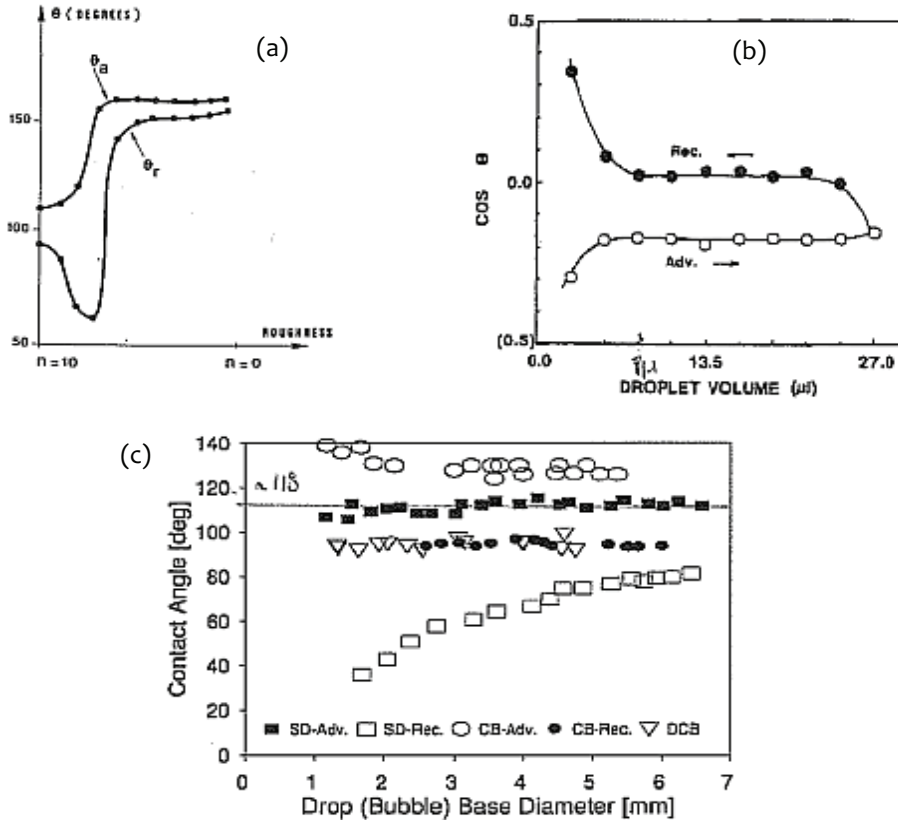 θ (DEGREES)
(a)
θa
150
θr
100
50
ROUGHNESS
n=10
n=0
(b)
0.5
Rec.
COS θ
0.0
Adv.
(0.5)
0.0
13.5
27.0
DROPLET VOLUME (µl)
(c)
140
120
100
80
60
40
20
0
Contact Angle [deg]
SD-Adv. SD-Rec. CB-Adv. CB-Rec. DCB
0 1 2 3 4 5 6 7
Drop (Bubble) Base Diameter [mm]